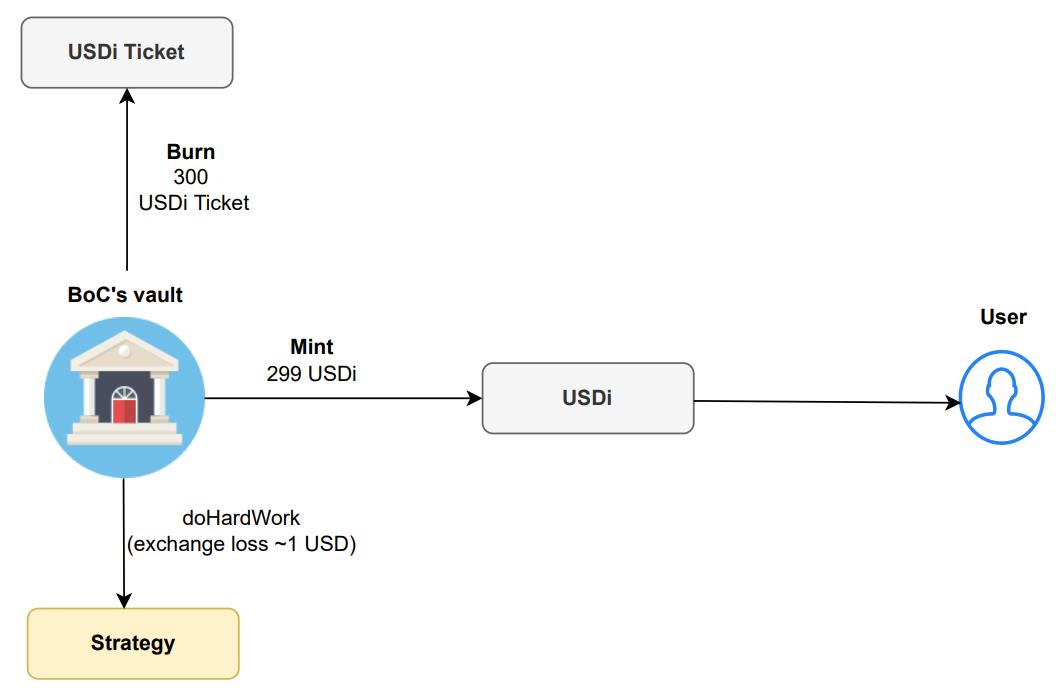 USDi Ticket
Burn
300
USDi Ticket
BoC's vault
User
Mint
299 USDi
USDi
doHardWork
(exchange loss ~1 USD)
Strategy